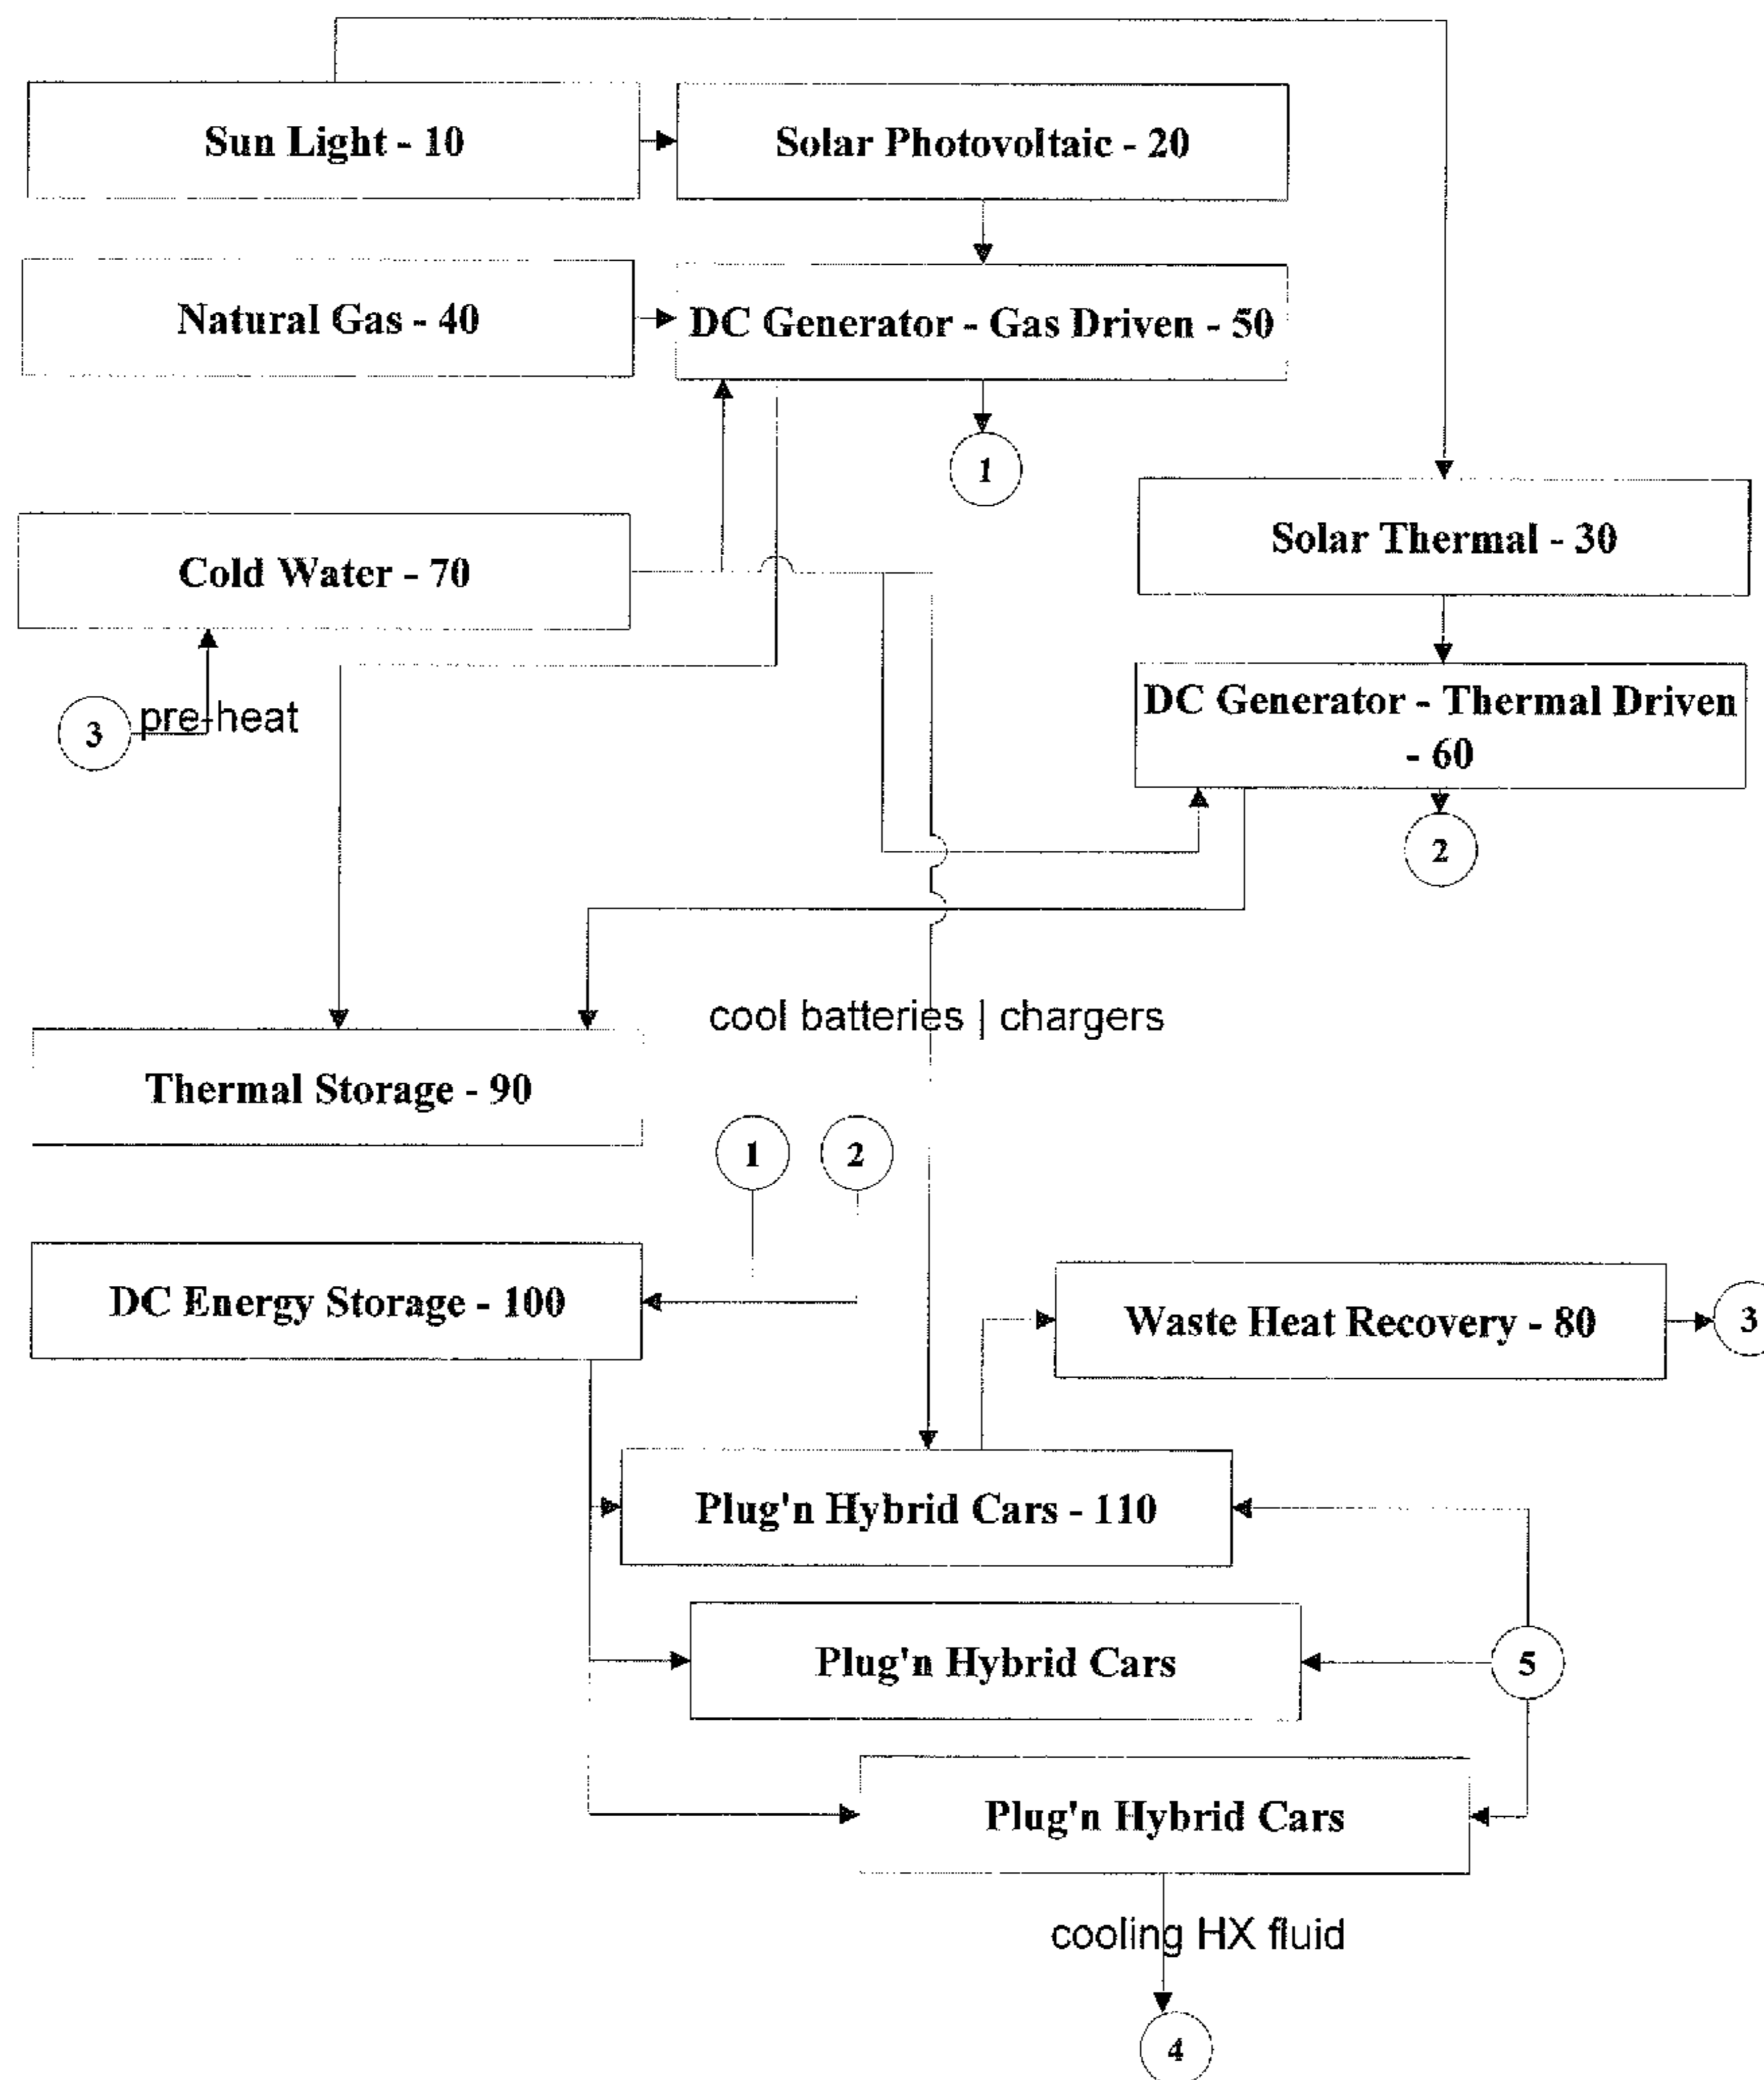 Sun Light - 10
Solar Photovoltaic - 20
Natural Gas - 40
DC Generator - Gas Driven - 50
1
Solar Thermal - 30
Cold Water - 70
3
pre-heat
DC Generator - Thermal Driven
- 60
2
cool batteries | chargers
Thermal Storage - 90
1
2
DC Energy Storage - 100
Waste Heat Recovery - 80
3
Plug'n Hybrid Cars - 110
Plug'n Hybrid Cars
5
Plug'n Hybrid Cars
cooling HX fluid
4